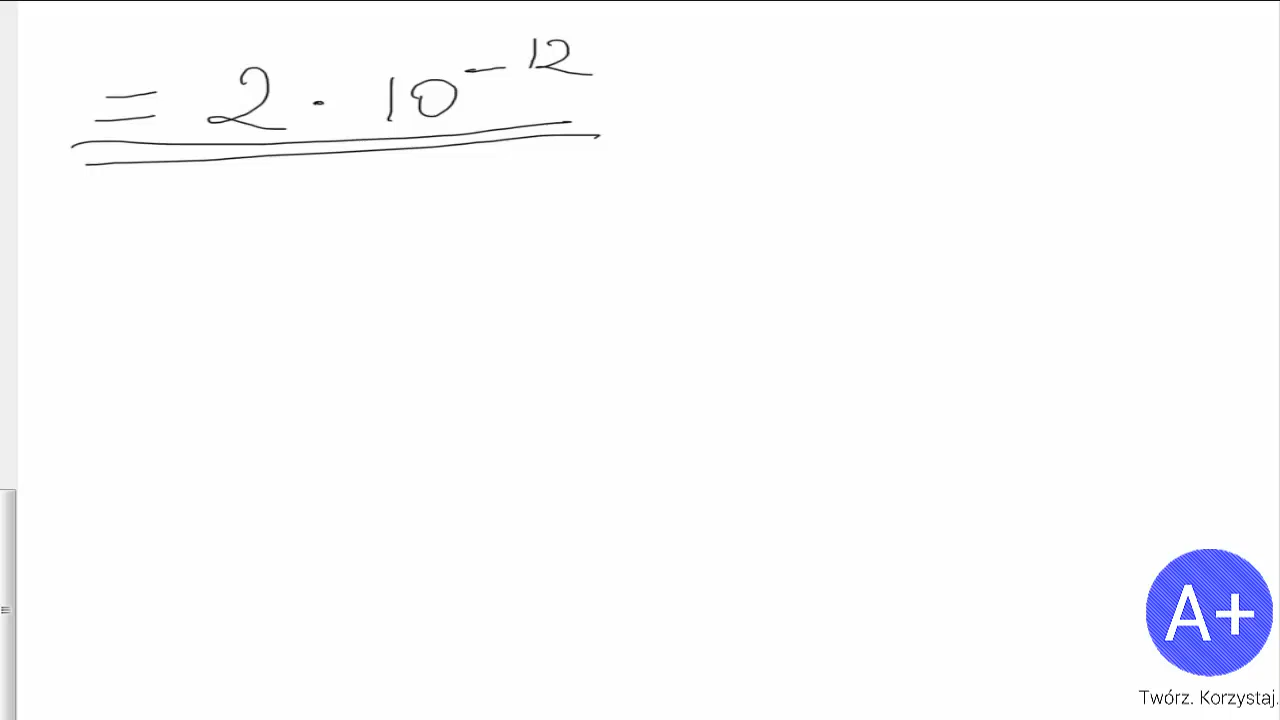 = 2 · 10⁻¹²
A+
Twórz. Korzystaj.